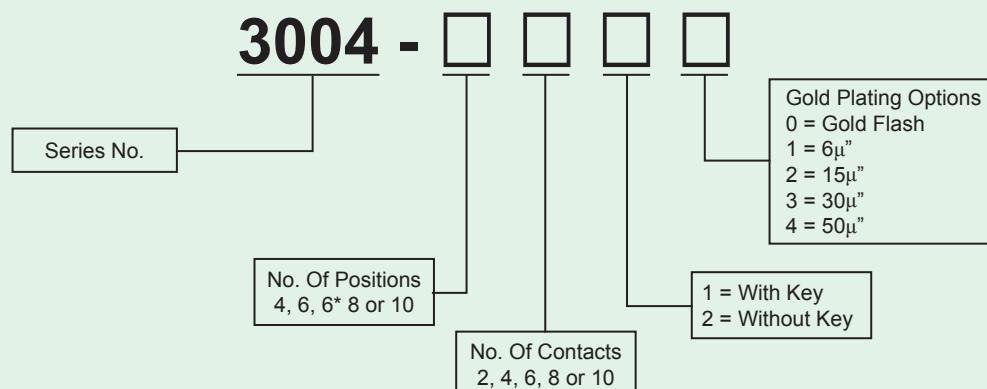 3004 - □ □ □ □
Series No.
Gold Plating Options
0 = Gold Flash
1 = 6µ”
2 = 15µ”
3 = 30µ”
4 = 50µ”
No. Of Positions
4, 6, 6* 8 or 10
1 = With Key
2 = Without Key
No. Of Contacts
2, 4, 6, 8 or 10